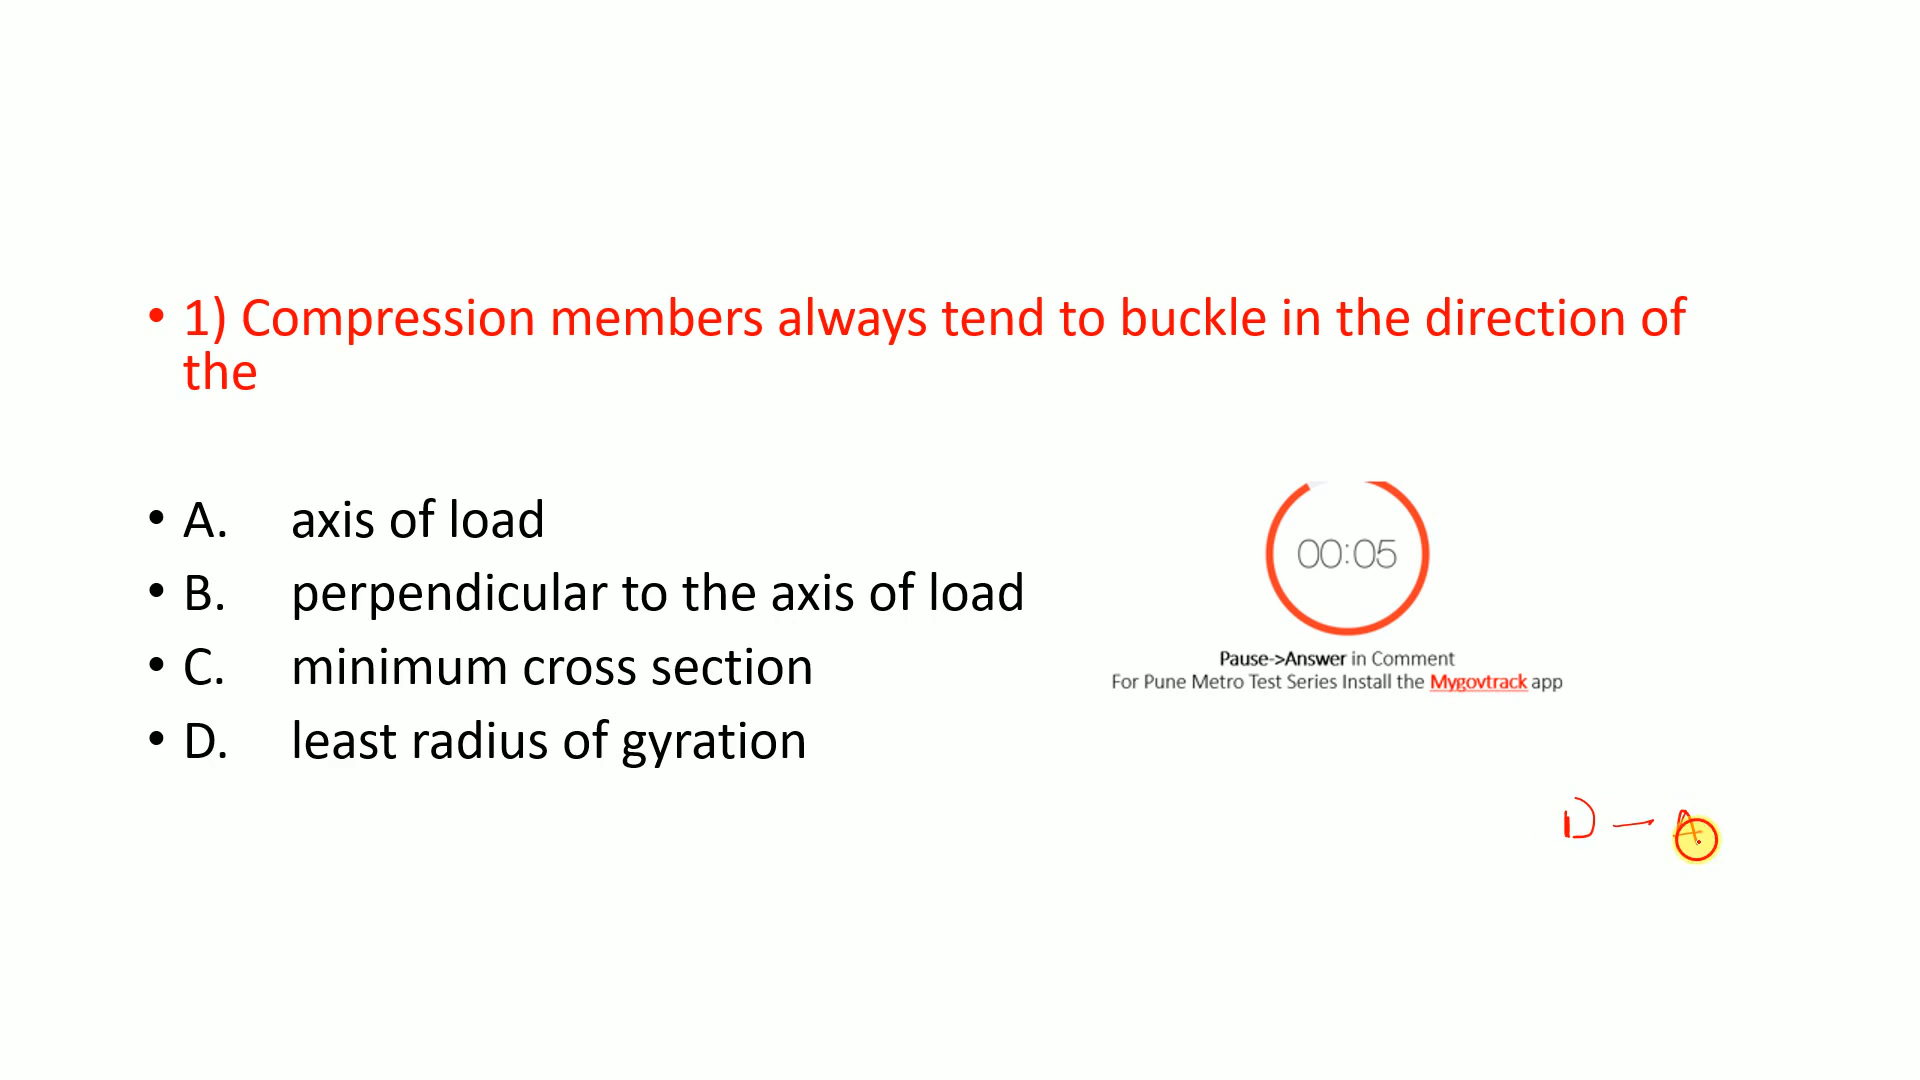 • 1) Compression members always tend to buckle in the direction of
the
• A. axis of load
• B. perpendicular to the axis of load
• C. minimum cross section
• D. least radius of gyration
00:05
Pause->Answer in Comment
For Pune Metro Test Series Install the Mygovtrack app
D — A